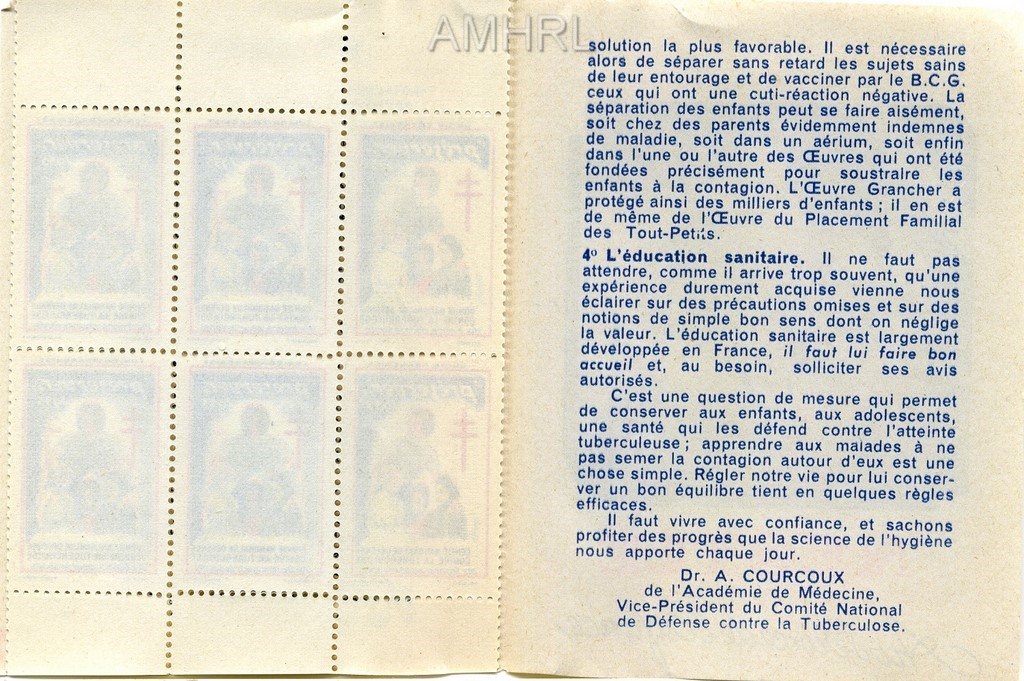 AMHRL
solution la plus favorable. Il est nécessaire
alors de séparer sans retard les sujets sains
de leur entourage et de vacciner par le B.C.G.
ceux qui ont une cuti-réaction négative. La
séparation des enfants peut se faire aisément,
soit chez des parents évidemment indemnes
de maladie, soit dans un aérium, soit enfin
dans l'une ou l'autre des Œuvres qui ont été
fondées précisément pour soustraire les
enfants à la contagion. L'Œuvre Grancher a
protégé ainsi des milliers d'enfants ; il en est
de même de l'Œuvre du Placement Familial
des Tout-Petits.
4º L'éducation sanitaire. Il ne faut pas
attendre, comme il arrive trop souvent, qu'une
expérience durement acquise vienne nous
éclairer sur des précautions omises et sur des
notions de simple bon sens dont on néglige
la valeur. L'éducation sanitaire est largement
développée en France, il faut lui faire bon
accueil et, au besoin, solliciter ses avis
autorisés.
C'est une question de mesure qui permet
de conserver aux enfants, aux adolescents,
une santé qui les défend contre l'atteinte
tuberculeuse ; apprendre aux malades à ne
pas semer la contagion autour d'eux est une
chose simple. Régler notre vie pour lui conser-
ver un bon équilibre tient en quelques règles
efficaces.
Il faut vivre avec confiance, et sachons
profiter des progrès que la science de l'hygiène
nous apporte chaque jour.
Dr. A. COURCOUX
de l'Académie de Médecine,
Vice-Président du Comité National
de Défense contre la Tuberculose.